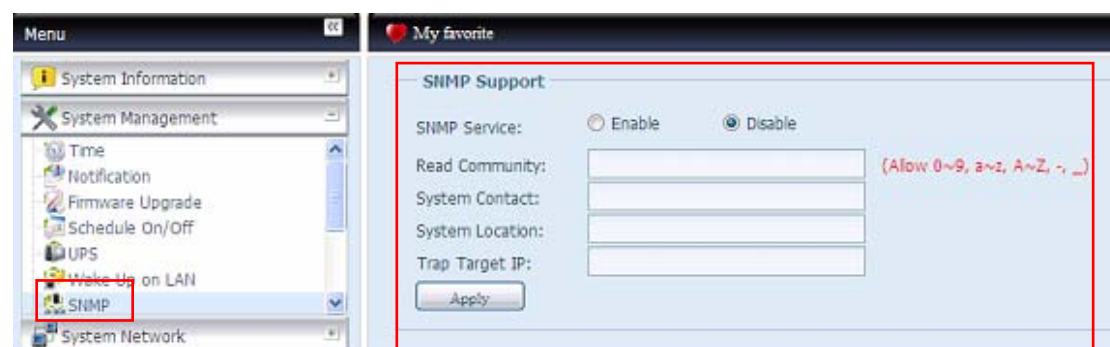 Menu
System Information
System Management
Time
Notification
Firmware Upgrade
Schedule On/Off
UPS
Wake Up on LAN
SNMP
System Network
My favorite
SNMP Support
SNMP Service: Enable Disable
Read Community: (Allow 0~9, a~z, A~Z, -, _)
System Contact:
System Location:
Trap Target IP:
Apply